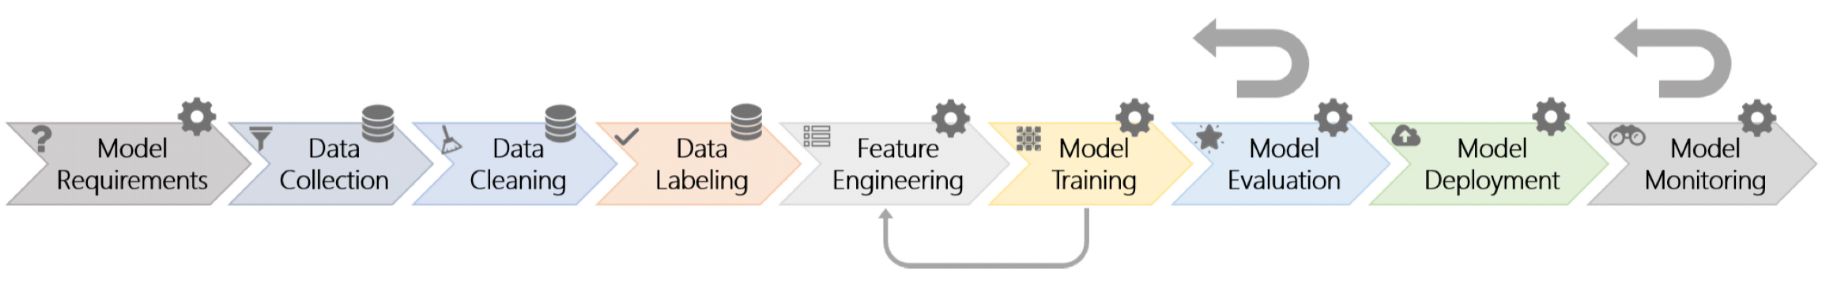 Model
Requirements
Data
Collection
Data
Cleaning
Data
Labeling
Feature
Engineering
Model
Training
Model
Evaluation
Model
Deployment
Model
Monitoring